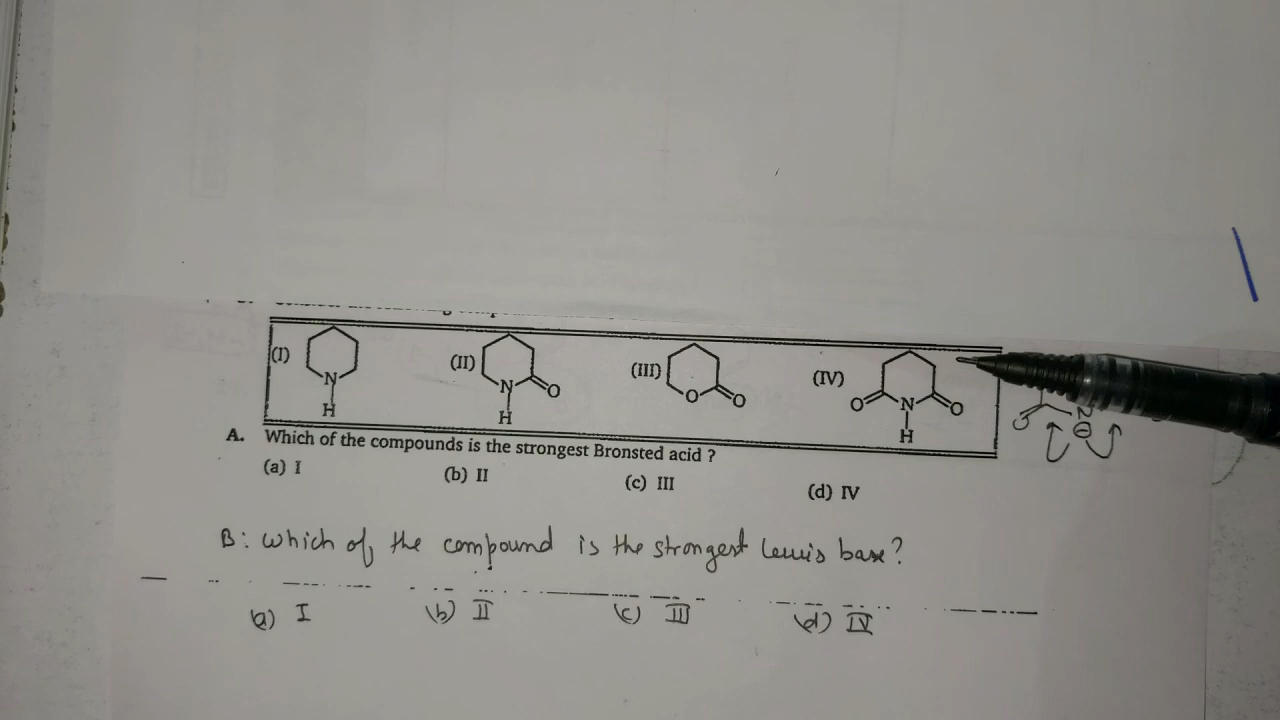 (I) N H (II) N H O (III) O O (IV) O N H O
A. Which of the compounds is the strongest Bronsted acid ?
(a) I (b) II (c) III (d) IV
B: Which of the compound is the strongest Lewis base?
(a) I (b) II (c) III (d) IV